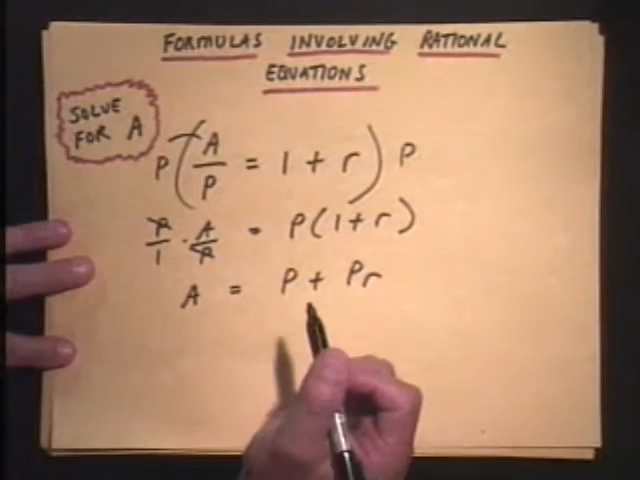 FORMULAS INVOLVING RATIONAL
EQUATIONS
SOLVE
FOR A
P(A/P = 1 + r)P
P/1 · A/P = P(1 + r)
A = P + Pr